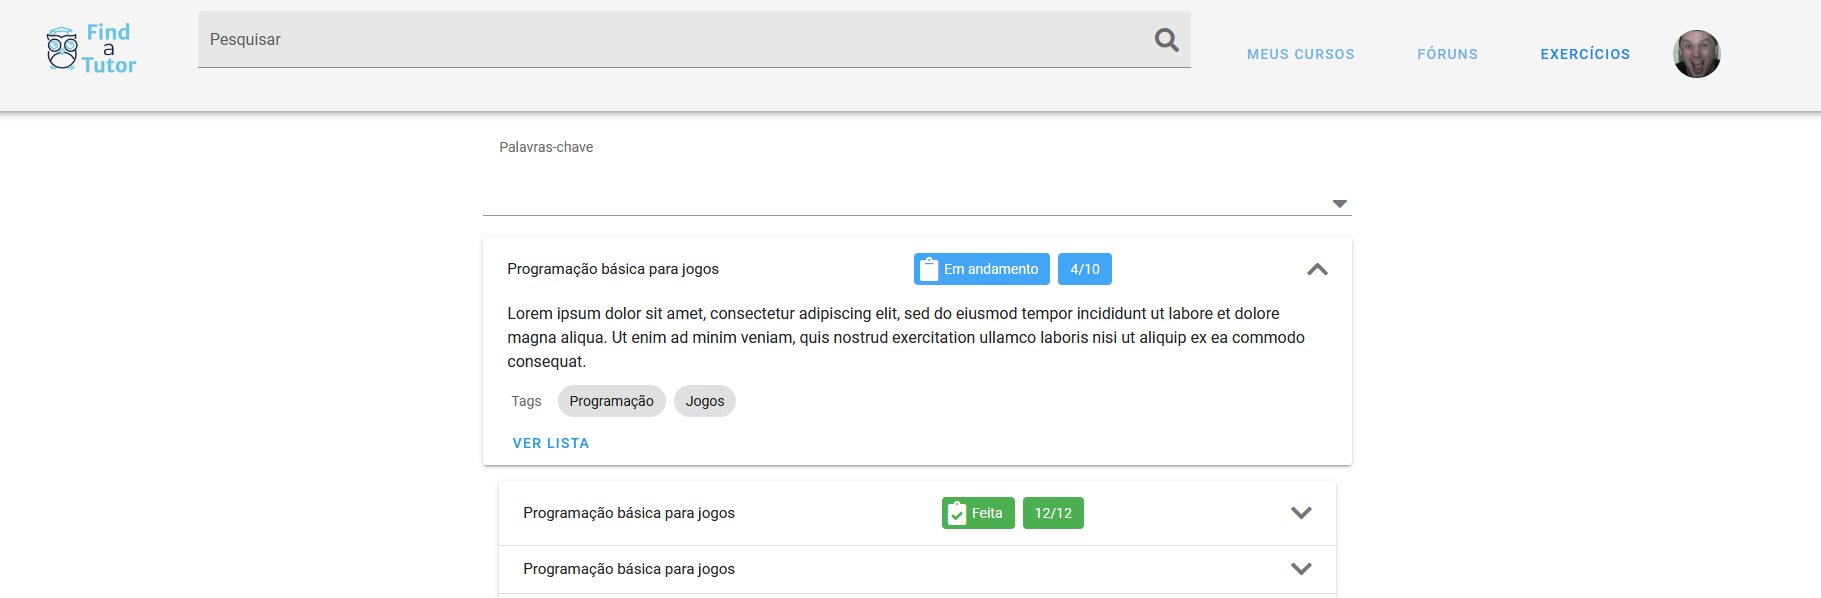 Find
a
Tutor
Pesquisar
MEUS CURSOS
FÓRUNS
EXERCÍCIOS
Palavras-chave
Programação básica para jogos
Em andamento
4/10
Lorem ipsum dolor sit amet, consectetur adipiscing elit, sed do eiusmod tempor incididunt ut labore et dolore
magna aliqua. Ut enim ad minim veniam, quis nostrud exercitation ullamco laboris nisi ut aliquip ex ea commodo
consequat.
Tags
Programação
Jogos
VER LISTA
Programação básica para jogos
Feita
12/12
Programação básica para jogos